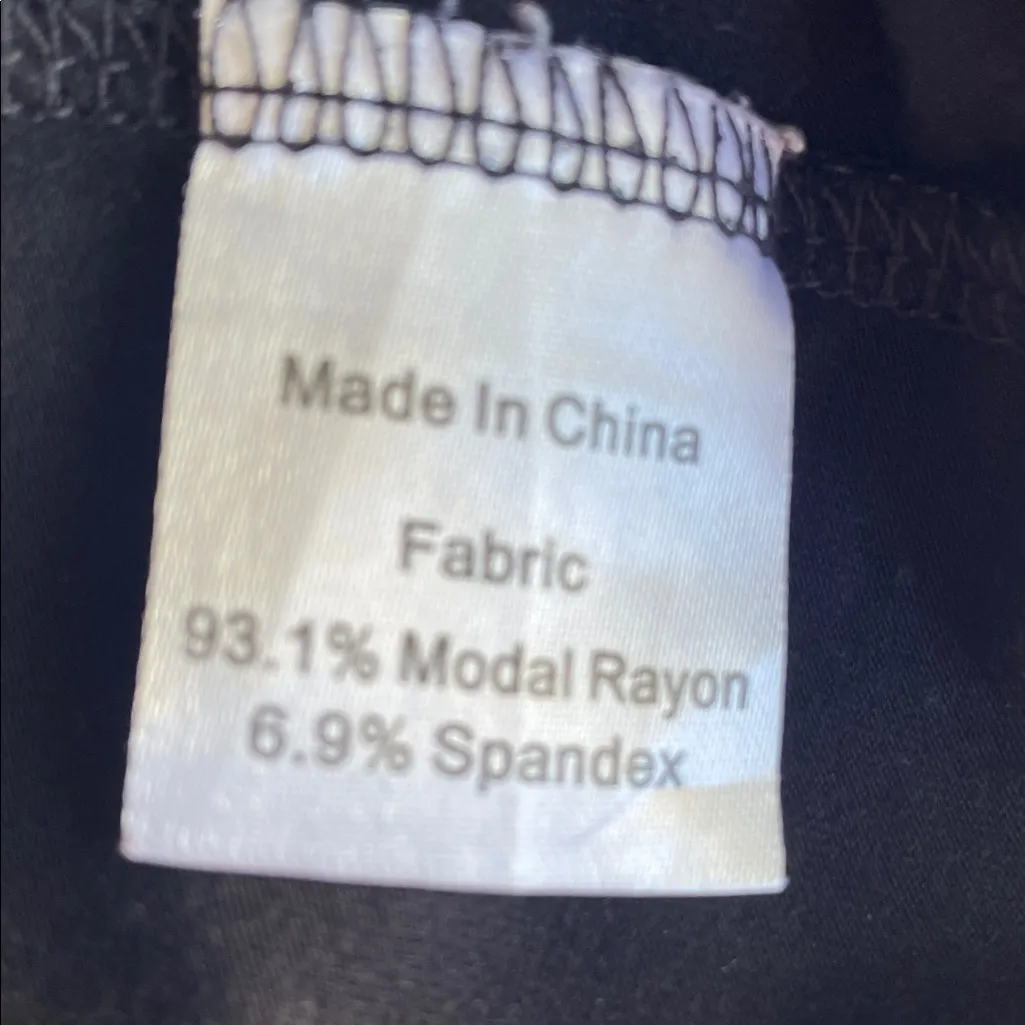 Made In China
Fabric
93.1% Modal Rayon
6.9% Spandex